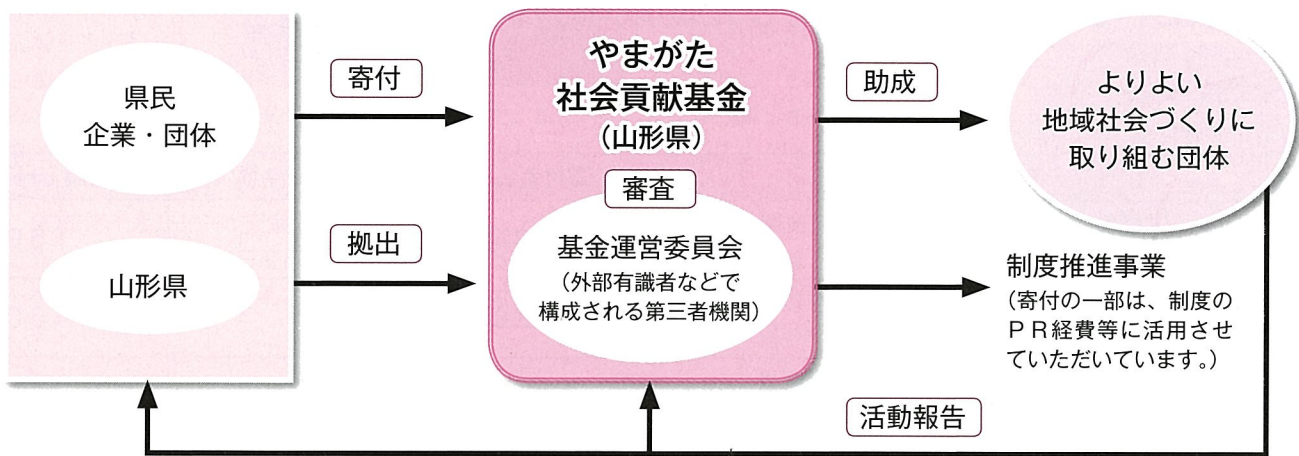 県民
企業・団体
山形県
寄付
拠出
やまがた
社会貢献基金
(山形県)
審査
基金運営委員会
(外部有識者などで
構成される第三者機関)
助成
よりよい
地域社会づくりに
取り組む団体
制度推進事業
(寄付の一部は、制度の
ＰＲ経費等に活用させ
ていただいています。)
活動報告